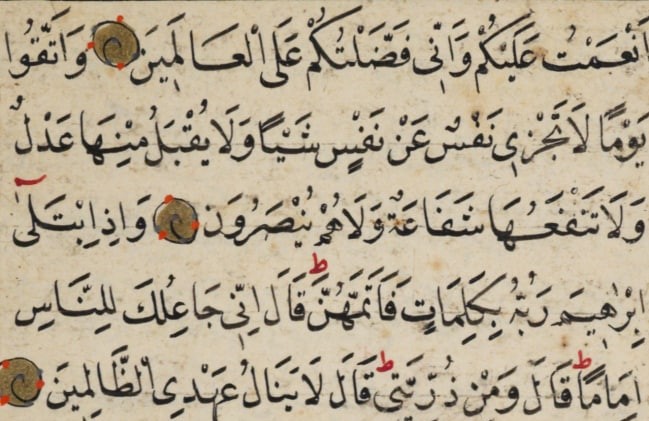 اَنْعَمْتُ عَلَيْكُمْ وَاَنّٖي فَضَّلْتُكُمْ عَلَى الْعَالَمٖينَ وَاتَّقُوا
يَوْمًا لَا تَجْزٖي نَفْسٌ عَنْ نَفْسٍ شَيْئًا وَلَا يُقْبَلُ مِنْهَا عَدْلٌ
وَلَا تَنْفَعُهَا شَفَاعَةٌ وَلَا هُمْ يُنْصَرُونَ وَاِذِ ابْتَلٰٓى
اِبْرٰهٖيمَ رَبُّهُ بِكَلِمَاتٍ فَاَتَمَّهُنَّ ط قَالَ اِنّٖي جَاعِلُكَ لِلنَّاسِ
اِمَامًا ط قَالَ وَمِنْ ذُرِّيَّتٖي ط قَالَ لَا يَنَالُ عَهْدِي الظَّالِمٖينَ